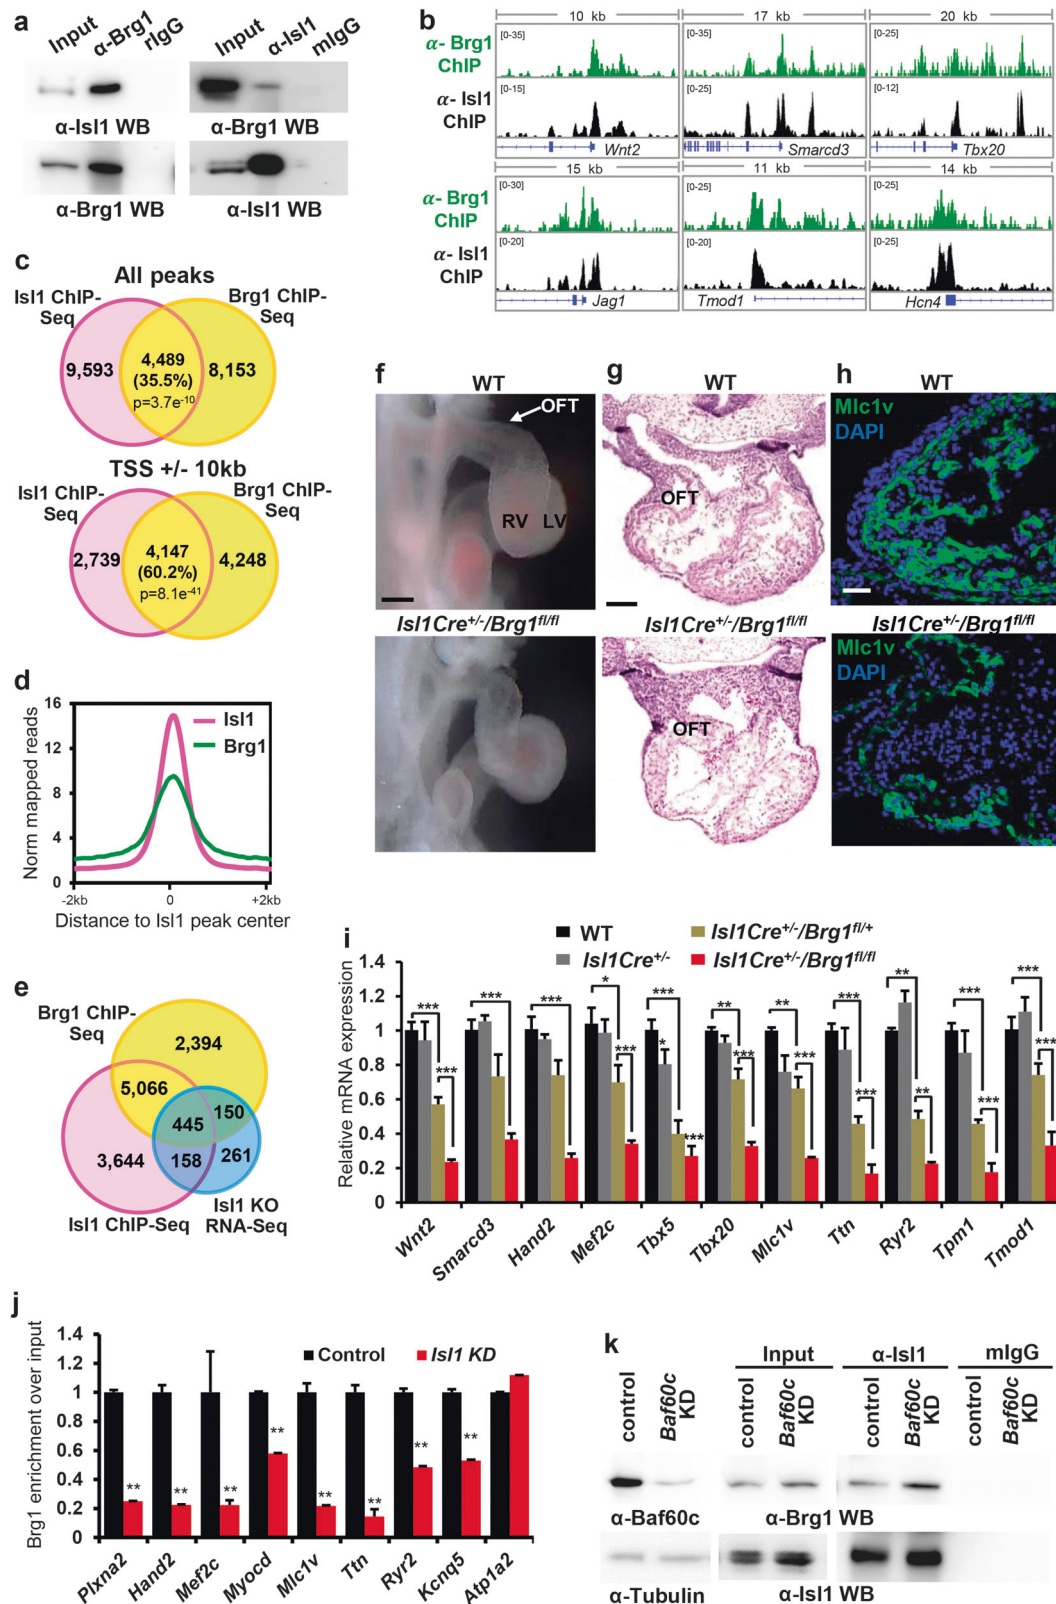 a
Input
α-Brg1
rIgG
Input
α-Isl1
mIgG
α-Isl1 WB
α-Brg1 WB
α-Brg1 WB
α-Isl1 WB
b
10 kb
17 kb
20 kb
α- Brg1
ChIP
[0-35]
[0-35]
[0-25]
α- Isl1
ChIP
[0-15]
[0-25]
[0-12]
Wnt2
Smarcd3
Tbx20
15 kb
11 kb
14 kb
α- Brg1
ChIP
[0-30]
[0-25]
[0-25]
α- Isl1
ChIP
[0-20]
[0-20]
[0-25]
Jag1
Tmod1
Hcn4
c
All peaks
Isl1 ChIP-
Seq
Brg1 ChIP-
Seq
9,593
4,489
(35.5%)
p=3.7e-10
8,153
TSS +/- 10kb
Isl1 ChIP-
Seq
Brg1 ChIP-
Seq
2,739
4,147
(60.2%)
p=8.1e-41
4,248
d
Norm mapped reads
16
12
8
4
0
Isl1
Brg1
-2kb
0
+2kb
Distance to Isl1 peak center
e
Brg1 ChIP-
Seq
2,394
5,066
445
150
3,644
158
261
Isl1 ChIP-Seq
Isl1 KO
RNA-Seq
f
WT
OFT
RV
LV
Isl1Cre+/-/Brg1fl/fl
g
WT
OFT
Isl1Cre+/-/Brg1fl/fl
OFT
h
WT
Mlc1v
DAPI
Isl1Cre+/-/Brg1fl/fl
Mlc1v
DAPI
i
WT
Isl1Cre+/-
Isl1Cre+/-/Brg1fl/+
Isl1Cre+/-/Brg1fl/fl
Relative mRNA expression
1.4
1.2
1
0.8
0.6
0.4
0.2
0
*** *** *** *** * *** *** * *** ** *** ** *** *** *** ** ** *** *** *** ***
Wnt2
Smarcd3
Hand2
Mef2c
Tbx5
Tbx20
Mlc1v
Ttn
Ryr2
Tpm1
Tmod1
j
Brg1 enrichment over input
1.4
1.2
1
0.8
0.6
0.4
0.2
0
Control
Isl1 KD
** ** ** ** ** ** ** **
Plxna2
Hand2
Mef2c
Myocd
Mlc1v
Ttn
Ryr2
Kcnq5
Atp1a2
k
Input
α-Isl1
mIgG
control
Baf60c
KD
control
Baf60c
KD
control
Baf60c
KD
control
Baf60c
KD
α-Baf60c
α-Brg1 WB
α-Tubulin
α-Isl1 WB